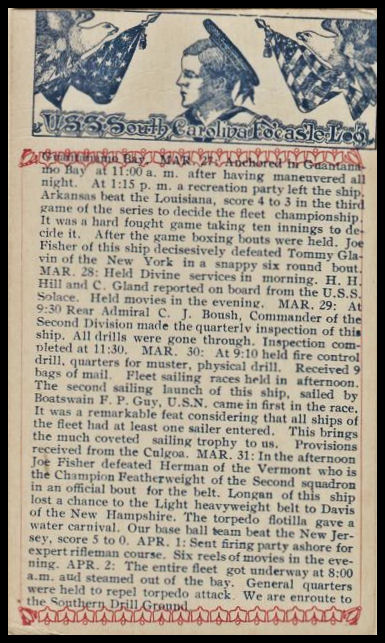 U.S.S. South Carolina Fo'castle Log
Guantanamo Bay. MAR. 27: Anchored in Guantana-
mo Bay at 11:00 a. m. after having maneuvered all
night. At 1:15 p. m. a recreation party left the ship.
Arkansas beat the Louisiana, score 4 to 3 in the third
game of the series to decide the fleet championship.
It was a hard fought game taking ten innings to de-
cide it. After the game boxing bouts were held. Joe
Fisher of this ship decisesively defeated Tommy Gla-
vin of the New York in a snappy six round bout.
MAR. 28: Held Divine services in morning. H. H.
Hill and C. Gland reported on board from the U.S.S.
Solace. Held movies in the evening. MAR. 29: At
9:30 Rear Admiral C. J. Boush, Commander of the
Second Division made the quarterly inspection of this
ship. All drills were gone through. Inspection com-
pleted at 11:30. MAR. 30: At 9:10 held fire control
drill, quarters for muster, physical drill. Received 9
bags of mail. Fleet sailing races held in afternoon.
The second sailing launch of this ship, sailed by
Boatswain F. P. Guy, U.S.N. came in first in the race.
It was a remarkable feat considering that all ships of
the fleet had at least one sailer entered. This brings
the much coveted sailing trophy to us. Provisions
received from the Culgoa. MAR. 31: In the afternoon
Joe Fisher defeated Herman of the Vermont who is
the Champion Featherweight of the Second squadron
in an official bout for the belt. Longan of this ship
lost a chance to the Light heavyweight belt to Davis
of the New Hampshire. The torpedo flotilla gave a
water carnival. Our base ball team beat the New Jer-
sey, score 5 to 0. APR. 1: Sent firing party ashore for
expert rifleman course. Six reels of movies in the eve-
ning. APR. 2: The entire fleet got underway at 8:00
a.m. and steamed out of the bay. General quarters
were held to repel torpedo attack. We are enroute to
the Southern Drill Ground